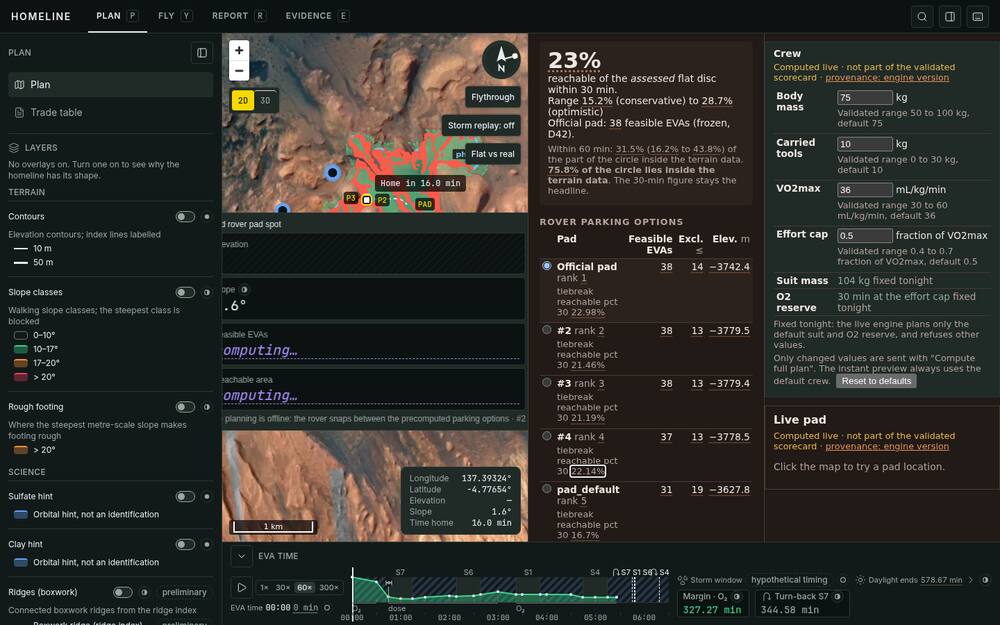 HOMELINE
PLAN P
FLY Y
REPORT R
EVIDENCE E
PLAN
Plan
Trade table
LAYERS
No overlays on. Turn one on to see why the
homeline has its shape.
TERRAIN
Contours
Elevation contours; index lines labelled
10 m
50 m
Slope classes
Walking slope classes; the steepest class is
blocked
0–10°
10–17°
17–20°
> 20°
Rough footing
Where the steepest metre-scale slope makes
footing rough
> 20°
SCIENCE
Sulfate hint
Orbital hint, not an identification
Clay hint
Orbital hint, not an identification
Ridges (boxwork) preliminary
Connected boxwork ridges from the ridge index
+
−
N
2D 3D
Flythrough
Storm replay: off
Flat vs real
Home in 16.0 min
P3
P2
PAD
d rover pad spot
evation
ope
.6°
easible EVAs
omputing…
eachable area
omputing…
planning is offline: the rover snaps between the precomputed parking options · #2
Longitude 137.39324°
Latitude -4.77654°
Elevation —
Slope 1.6°
Time home 16.0 min
1 km
23%
reachable of the assessed flat disc
within 30 min.
Range 15.2% (conservative) to 28.7%
(optimistic)
Official pad: 38 feasible EVAs (frozen,
D42).
Within 60 min: 31.5% (16.2% to 43.8%) of
the part of the circle inside the terrain data.
75.8% of the circle lies inside the
terrain data. The 30-min figure stays the
headline.
ROVER PARKING OPTIONS
Pad Feasible EVAs Excl. ≤ Elev. m
Official pad 38 14 −3742.4
rank 1
tiebreak
reachable pct
30 22.98%
#2 rank 2 38 13 −3779.5
tiebreak
reachable pct
30 21.46%
#3 rank 3 38 13 −3779.4
tiebreak
reachable pct
30 21.19%
#4 rank 4 37 13 −3778.5
tiebreak
reachable pct
30 22.14%
pad_default 31 19 −3627.8
rank 5
tiebreak
reachable pct
30 16.7%
Crew
Computed live · not part of the validated
scorecard · provenance: engine version
Body mass 75 kg
Validated range 50 to 100 kg,
default 75
Carried tools 10 kg
Validated range 0 to 30 kg,
default 10
VO2max 36 mL/kg/min
Validated range 30 to 60
mL/kg/min, default 36
Effort cap 0.5 fraction of VO2max
Validated range 0.4 to 0.7
fraction of VO2max, default 0.5
Suit mass 104 kg fixed tonight
O2 reserve 30 min at the effort cap fixed
tonight
Fixed tonight: the live engine plans only the
default suit and O2 reserve, and refuses other
values.
Only changed values are sent with "Compute
full plan". The instant preview always uses the
default crew. Reset to defaults
Live pad
Computed live · not part of the validated
scorecard · provenance: engine version
Click the map to try a pad location.
EVA TIME
1× 30× 60× 300×
EVA time 00:00 0 min
S7 S6 S1 S4 S7 S1 S6 S4
O₂ dose O₂
00:00 01:00 02:00 03:00 04:00 05:00 06:00
Storm window hypothetical timing
Daylight ends 578.67 min
Margin · O₂
327.27 min
Turn-back S7
344.58 min